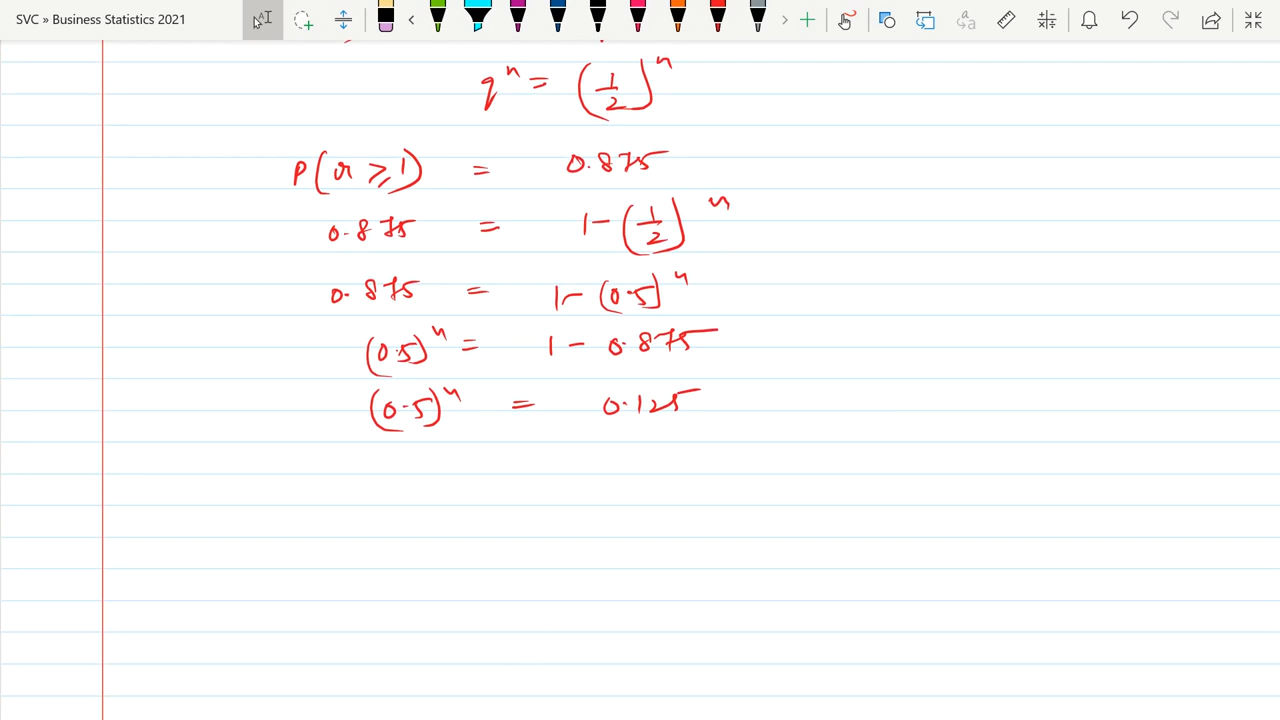 SVC » Business Statistics 2021
qⁿ = (1/2)ⁿ
P(r ≥ 1) = 0.875
0.875 = 1 - (1/2)ⁿ
0.875 = 1 - (0.5)ⁿ
(0.5)ⁿ = 1 - 0.875
(0.5)ⁿ = 0.125